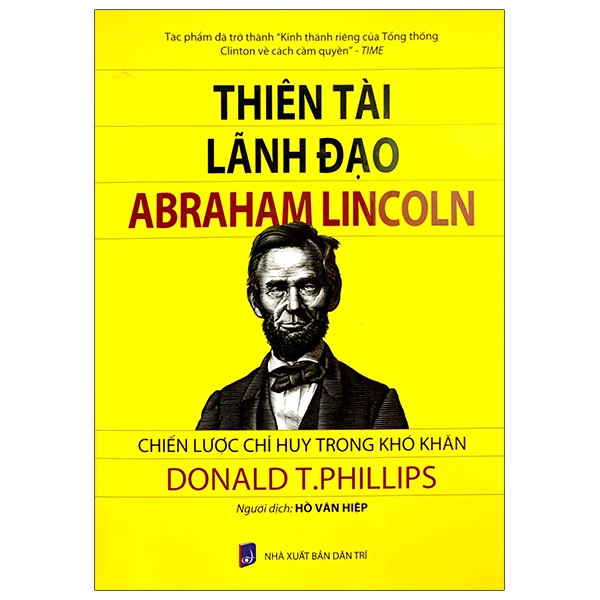 Tác phẩm đã trở thành "Kinh thánh riêng của Tổng thống
Clinton về cách cầm quyền" - TIME
THIÊN TÀI
LÃNH ĐẠO
ABRAHAM LINCOLN
CHIẾN LƯỢC CHỈ HUY TRONG KHÓ KHĂN
DONALD T.PHILLIPS
Người dịch: HỒ VĂN HIỆP
NHÀ XUẤT BẢN DÂN TRÍ